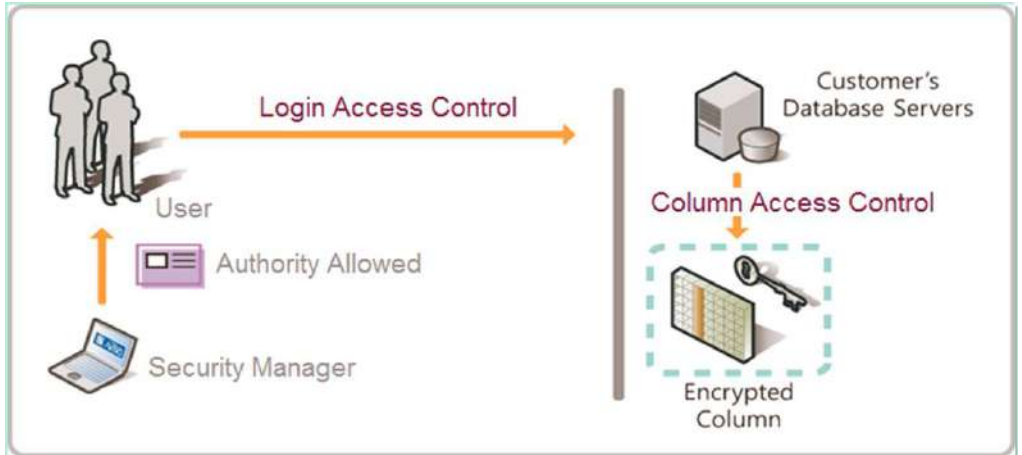 Login Access Control
Customer's
Database Servers
User
Column Access Control
Authority Allowed
Security Manager
Encrypted
Column